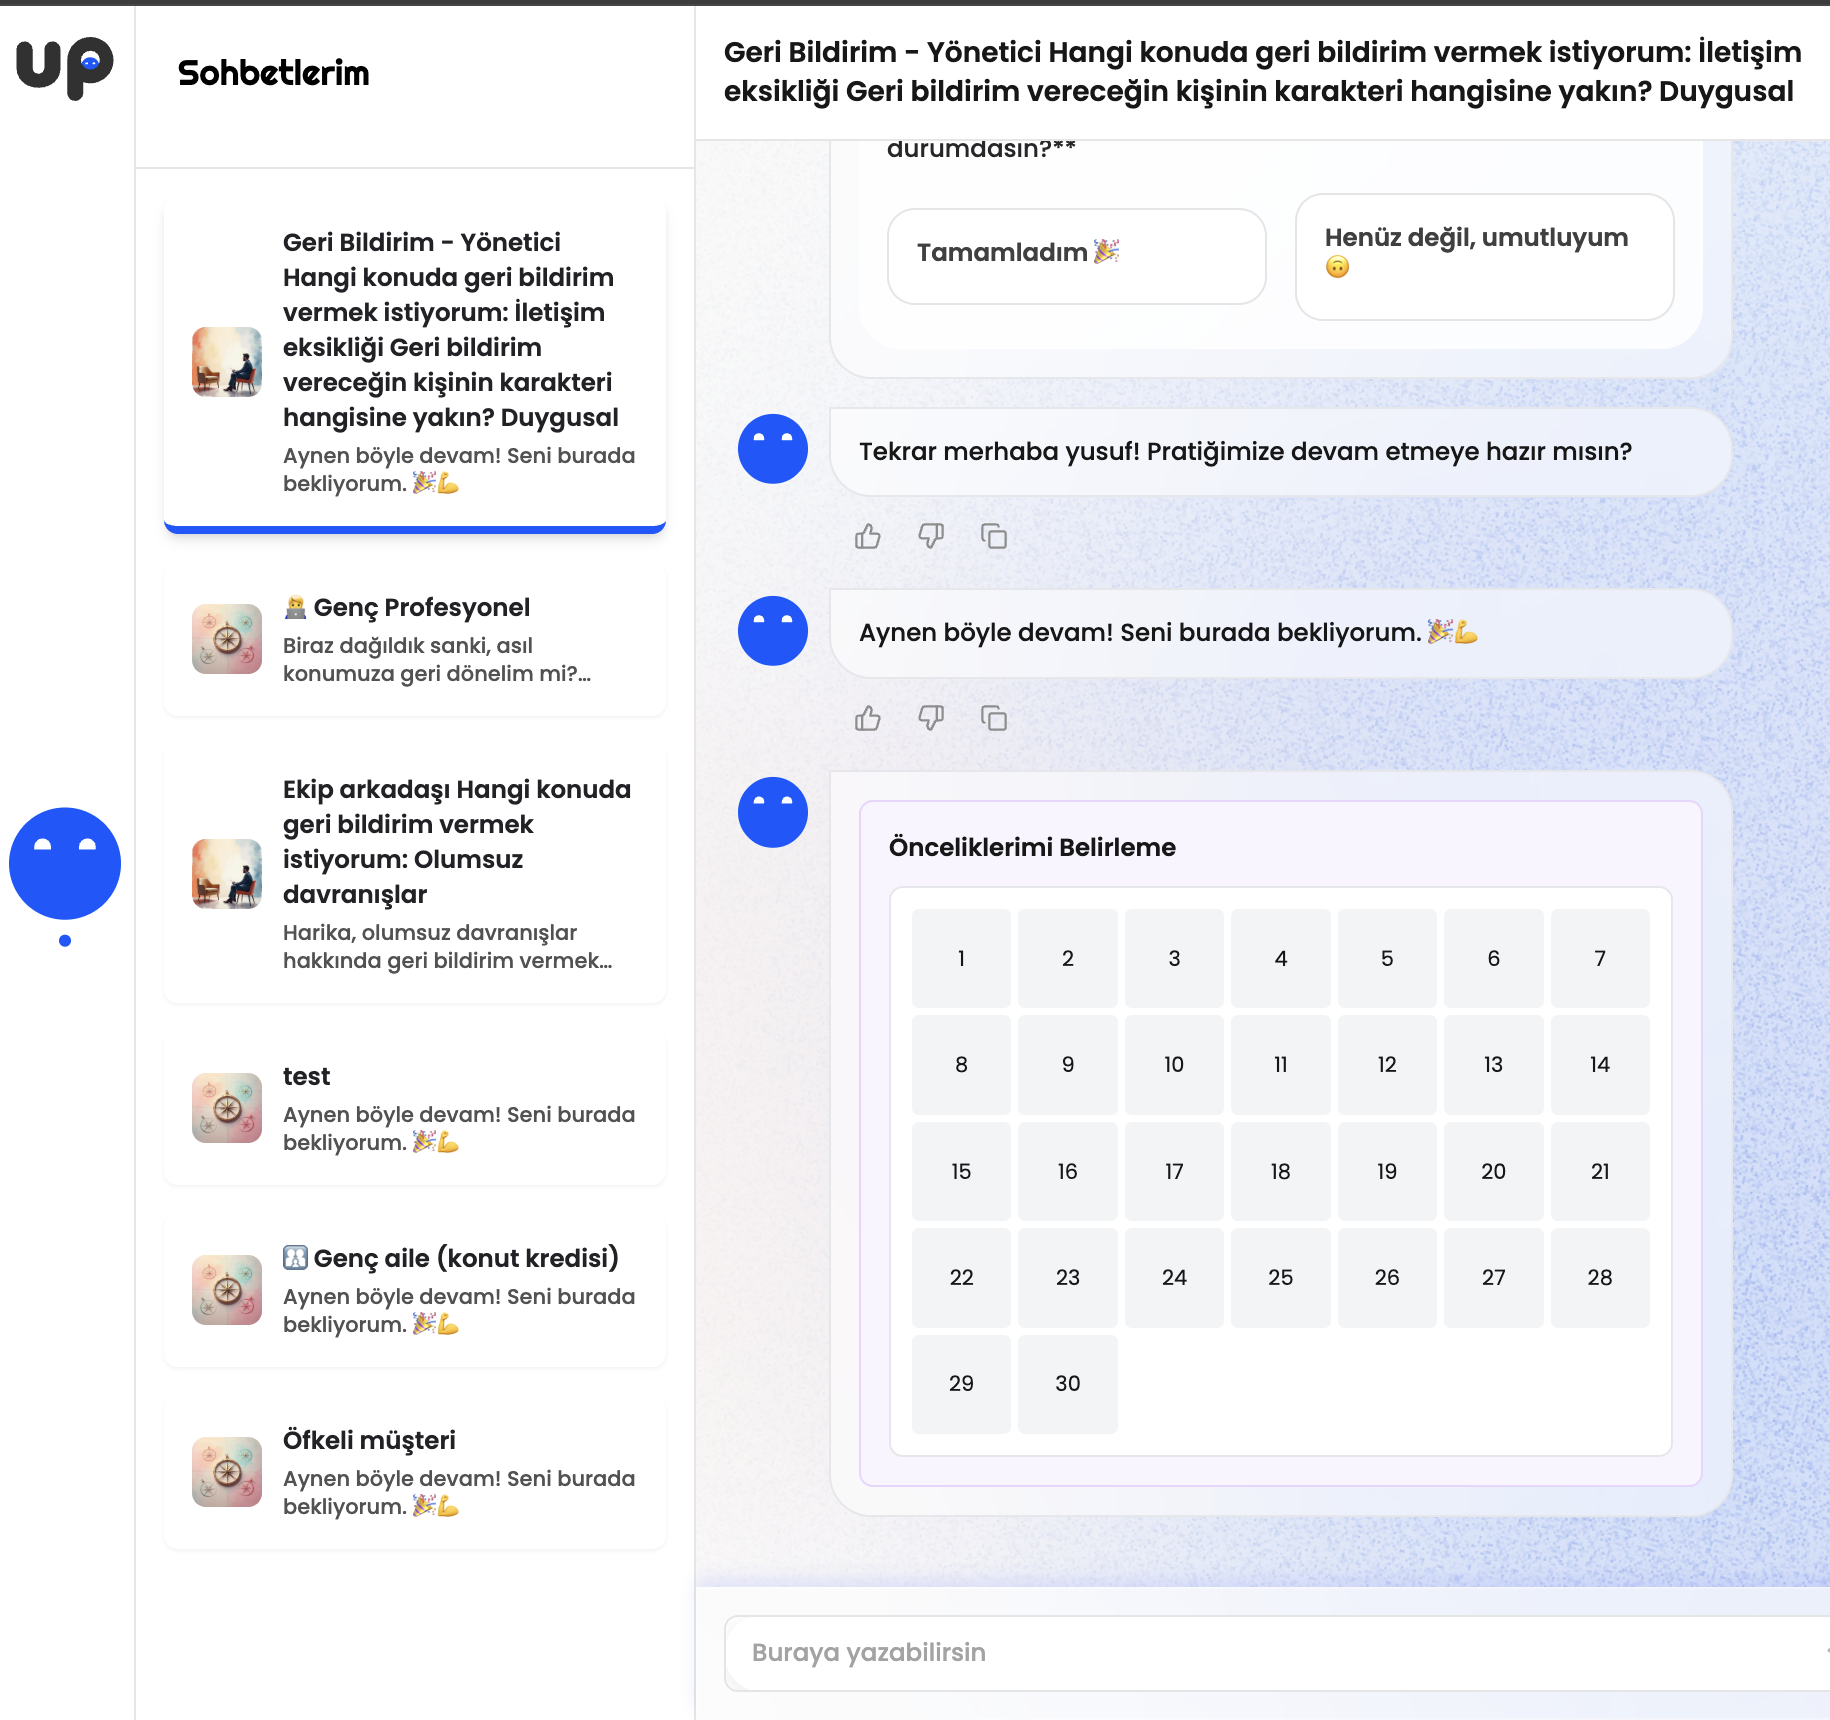 up
Sohbetlerim
Geri Bildirim - Yönetici
Hangi konuda geri bildirim
vermek istiyorum: İletişim
eksikliği Geri bildirim
vereceğin kişinin karakteri
hangisine yakın? Duygusal
Aynen böyle devam! Seni burada
bekliyorum. 🎉💪
👨‍💻 Genç Profesyonel
Biraz dağıldık sanki, asıl
konumuza geri dönelim mi?...
Ekip arkadaşı Hangi konuda
geri bildirim vermek
istiyorum: Olumsuz
davranışlar
Harika, olumsuz davranışlar
hakkında geri bildirim vermek...
test
Aynen böyle devam! Seni burada
bekliyorum. 🎉💪
Genç aile (konut kredisi)
Aynen böyle devam! Seni burada
bekliyorum. 🎉💪
Öfkeli müşteri
Aynen böyle devam! Seni burada
bekliyorum. 🎉💪
Geri Bildirim - Yönetici Hangi konuda geri bildirim vermek istiyorum: İletişim
eksikliği Geri bildirim vereceğin kişinin karakteri hangisine yakın? Duygusal
durumdasın?**
Tamamladım 🎉
Henüz değil, umutluyum
🙃
Tekrar merhaba yusuf! Pratiğimize devam etmeye hazır mısın?
Aynen böyle devam! Seni burada bekliyorum. 🎉💪
Önceliklerimi Belirleme
1 2 3 4 5 6 7
8 9 10 11 12 13 14
15 16 17 18 19 20 21
22 23 24 25 26 27 28
29 30
Buraya yazabilirsin